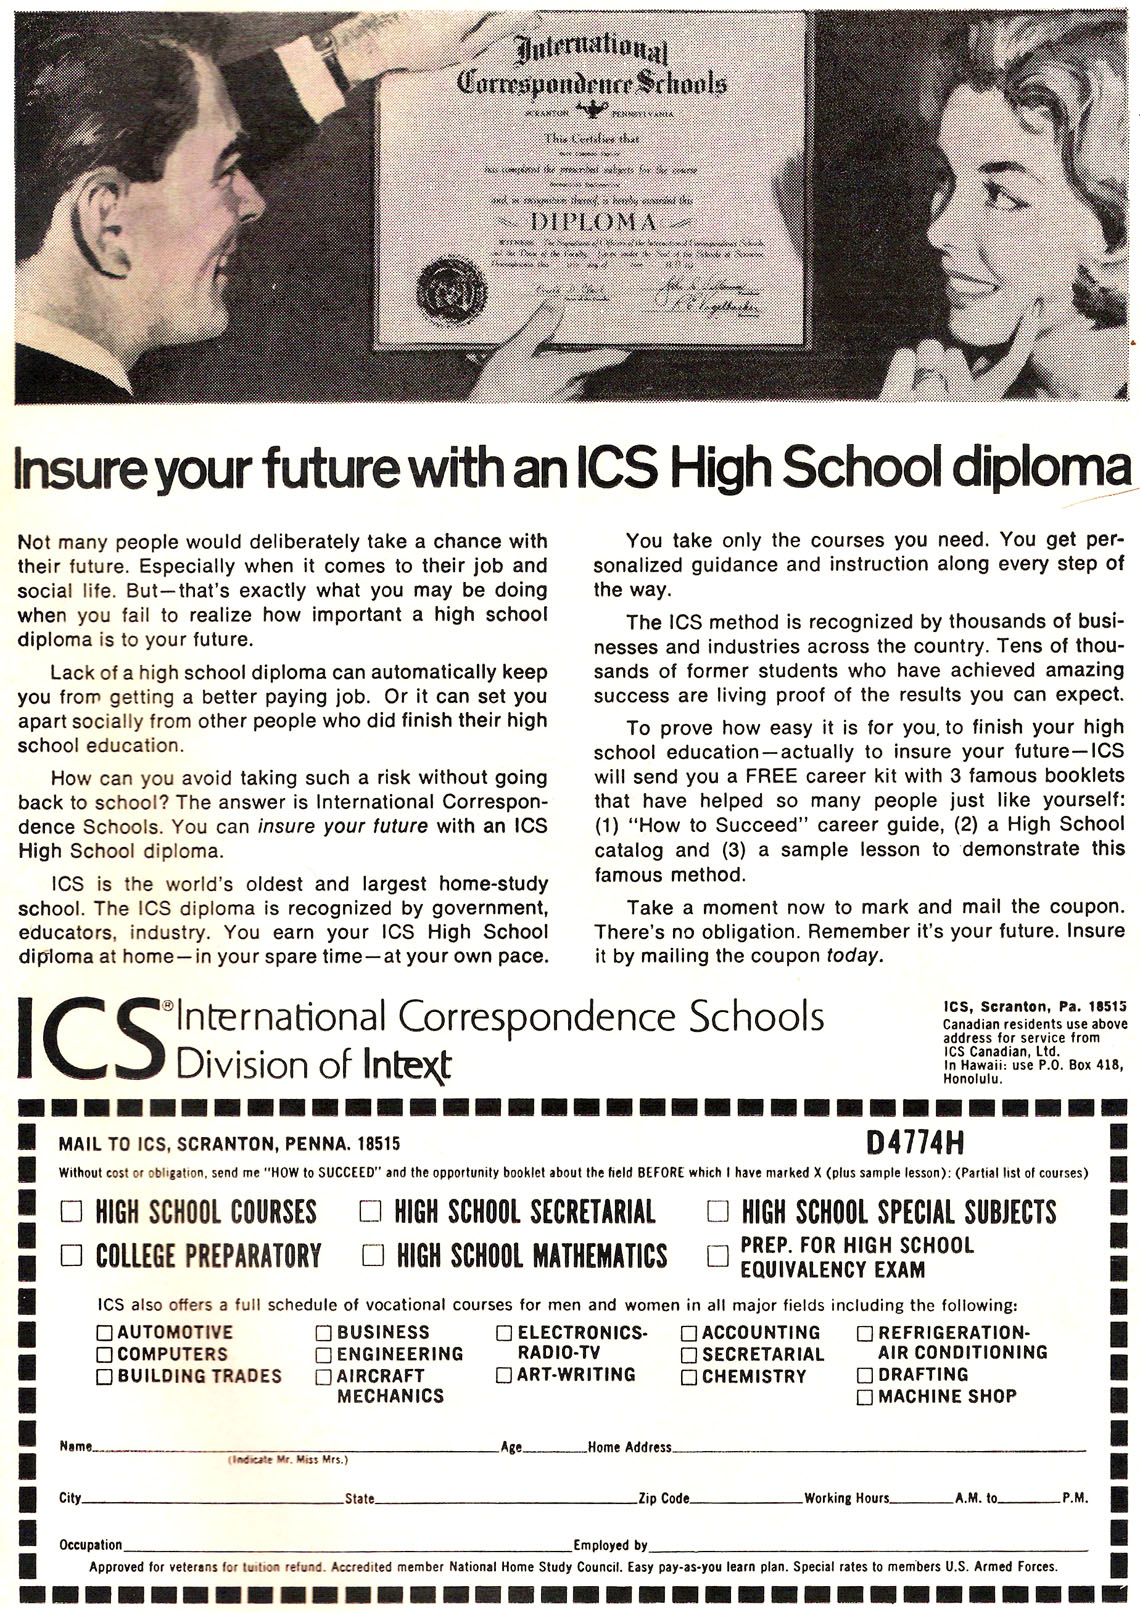 International
Correspondence Schools
SCRANTON PENNSYLVANIA
This Certifies that
has completed the prescribed subjects for the course
and, in recognition thereof, is hereby awarded this
DIPLOMA
Insure your future with an ICS High School diploma
Not many people would deliberately take a chance with
their future. Especially when it comes to their job and
social life. But—that's exactly what you may be doing
when you fail to realize how important a high school
diploma is to your future.
Lack of a high school diploma can automatically keep
you from getting a better paying job. Or it can set you
apart socially from other people who did finish their high
school education.
How can you avoid taking such a risk without going
back to school? The answer is International Correspon-
dence Schools. You can insure your future with an ICS
High School diploma.
ICS is the world's oldest and largest home-study
school. The ICS diploma is recognized by government,
educators, industry. You earn your ICS High School
diploma at home—in your spare time—at your own pace.
You take only the courses you need. You get per-
sonalized guidance and instruction along every step of
the way.
The ICS method is recognized by thousands of busi-
nesses and industries across the country. Tens of thou-
sands of former students who have achieved amazing
success are living proof of the results you can expect.
To prove how easy it is for you, to finish your high
school education—actually to insure your future—ICS
will send you a FREE career kit with 3 famous booklets
that have helped so many people just like yourself:
(1) "How to Succeed" career guide, (2) a High School
catalog and (3) a sample lesson to demonstrate this
famous method.
Take a moment now to mark and mail the coupon.
There's no obligation. Remember it's your future. Insure
it by mailing the coupon today.
ICS® International Correspondence Schools
Division of Intext
ICS, Scranton, Pa. 18515
Canadian residents use above
address for service from
ICS Canadian, Ltd.
In Hawaii: use P.O. Box 418,
Honolulu.
MAIL TO ICS, SCRANTON, PENNA. 18515 D4774H
Without cost or obligation, send me "HOW to SUCCEED" and the opportunity booklet about the field BEFORE which I have marked X (plus sample lesson): (Partial list of courses)
HIGH SCHOOL COURSES HIGH SCHOOL SECRETARIAL HIGH SCHOOL SPECIAL SUBJECTS
COLLEGE PREPARATORY HIGH SCHOOL MATHEMATICS PREP. FOR HIGH SCHOOL
EQUIVALENCY EXAM
ICS also offers a full schedule of vocational courses for men and women in all major fields including the following:
AUTOMOTIVE BUSINESS ELECTRONICS- ACCOUNTING REFRIGERATION-
COMPUTERS ENGINEERING RADIO-TV SECRETARIAL AIR CONDITIONING
BUILDING TRADES AIRCRAFT ART-WRITING CHEMISTRY DRAFTING
MECHANICS MACHINE SHOP
Name Age Home Address
(Indicate Mr. Miss Mrs.)
City State Zip Code Working Hours A.M. to P.M.
Occupation Employed by
Approved for veterans for tuition refund. Accredited member National Home Study Council. Easy pay-as-you learn plan. Special rates to members U.S. Armed Forces.